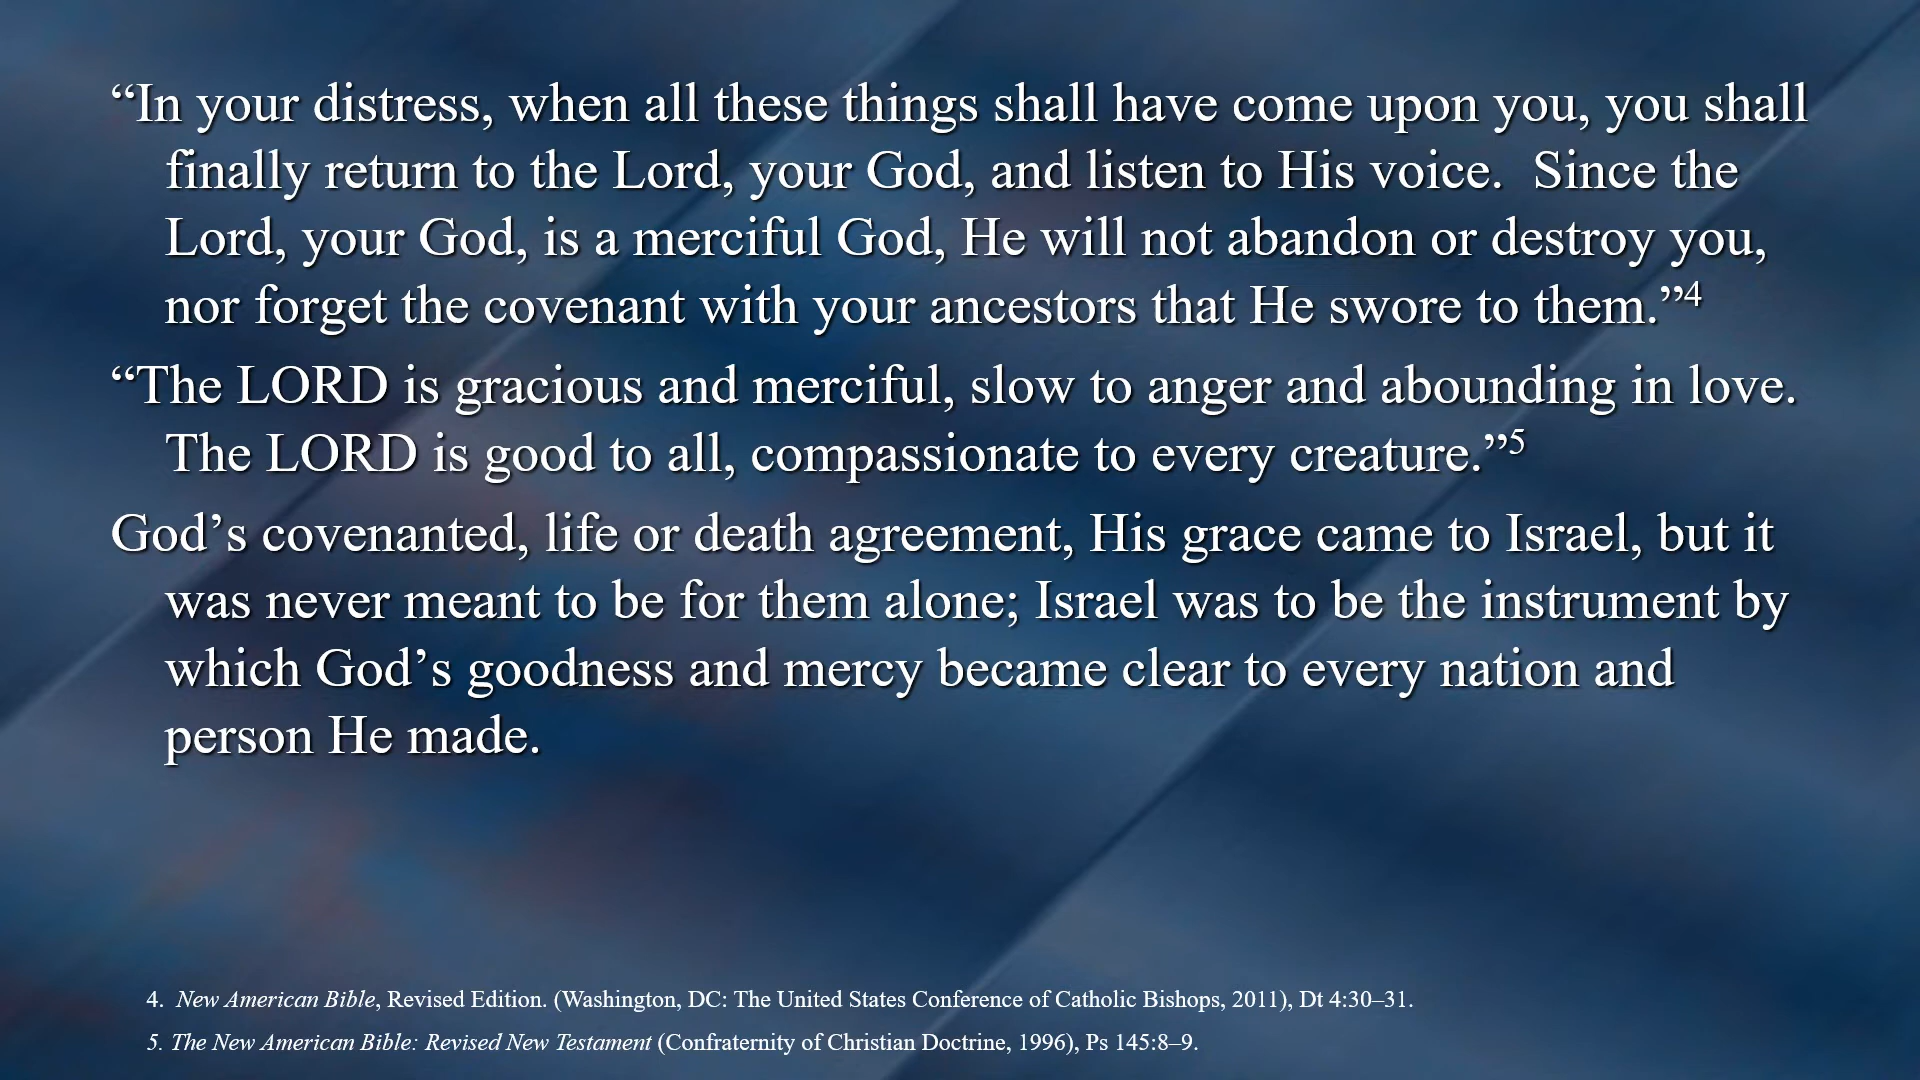 “In your distress, when all these things shall have come upon you, you shall
finally return to the Lord, your God, and listen to His voice.  Since the
Lord, your God, is a merciful God, He will not abandon or destroy you,
nor forget the covenant with your ancestors that He swore to them.”4
“The LORD is gracious and merciful, slow to anger and abounding in love.
The LORD is good to all, compassionate to every creature.”5
God’s covenanted, life or death agreement, His grace came to Israel, but it
was never meant to be for them alone; Israel was to be the instrument by
which God’s goodness and mercy became clear to every nation and
person He made.
4.  New American Bible, Revised Edition. (Washington, DC: The United States Conference of Catholic Bishops, 2011), Dt 4:30–31.
5. The New American Bible: Revised New Testament (Confraternity of Christian Doctrine, 1996), Ps 145:8–9.